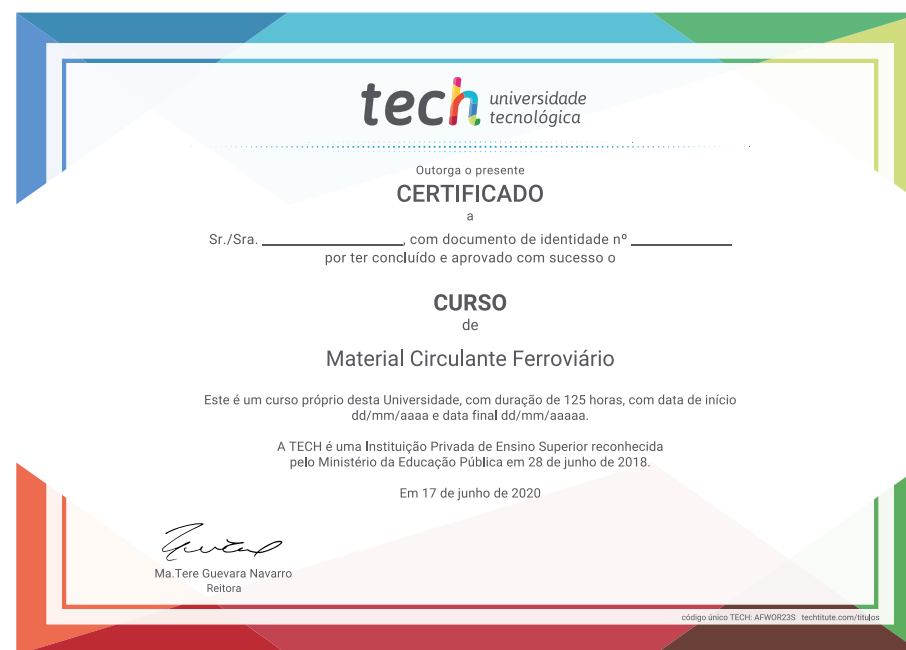 tech universidade
tecnológica
Outorga o presente
CERTIFICADO
a
Sr./Sra. ____________, com documento de identidade nº ____________
por ter concluído e aprovado com sucesso o
CURSO
de
Material Circulante Ferroviário
Este é um curso próprio desta Universidade, com duração de 125 horas, com data de início
dd/mm/aaaa e data final dd/mm/aaaaa.
A TECH é uma Instituição Privada de Ensino Superior reconhecida
pelo Ministério da Educação Pública em 28 de junho de 2018.
Em 17 de junho de 2020
Ma.Tere Guevara Navarro
Reitora
código único TECH: AFWOR23S techtitute.com/titulos